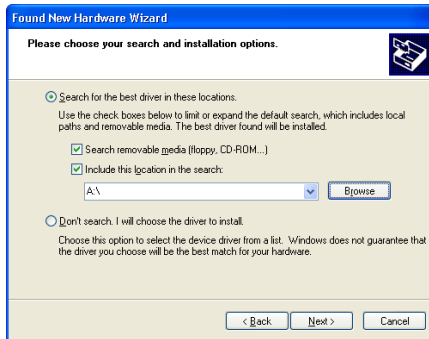 Found New Hardware Wizard
Please choose your search and installation options.
Search for the best driver in these locations.
Use the check boxes below to limit or expand the default search, which includes local
paths and removable media. The best driver found will be installed.
Search removable media (floppy, CD-ROM...)
Include this location in the search:
A:\
Browse
Don't search. I will choose the driver to install.
Choose this option to select the device driver from a list. Windows does not guarantee that
the driver you choose will be the best match for your hardware.
< Back
Next >
Cancel